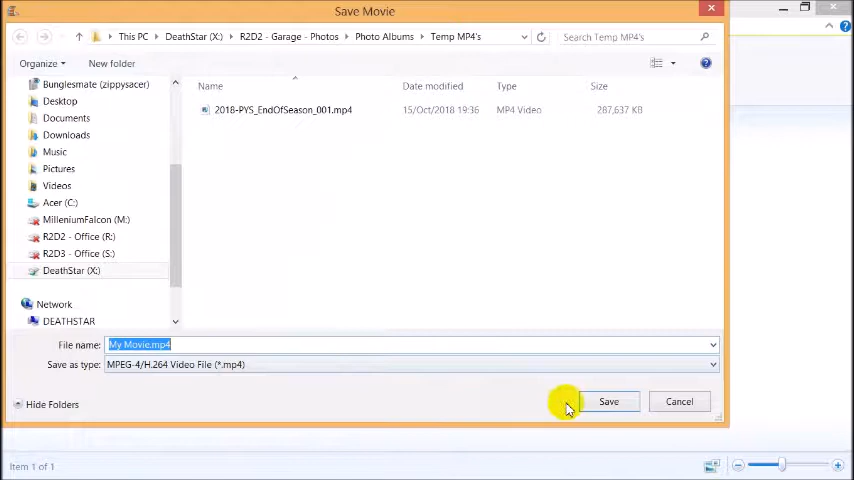 Save Movie
This PC
DeathStar (X:)
R2D2 - Garage - Photos
Photo Albums
Temp MP4's
Search Temp MP4's
Organize
New folder
Name
Date modified
Type
Size
Bunglesmate (zippysacer)
Desktop
Documents
Downloads
Music
Pictures
Videos
Acer (C:)
MilleniumFalcon (M:)
R2D2 - Office (R:)
R2D3 - Office (S:)
DeathStar (X:)
Network
DEATHSTAR
2018-PYS_EndOfSeason_001.mp4
15/Oct/2018 19:36
MP4 Video
287,637 KB
File name:
My Movie.mp4
Save as type:
MPEG-4/H.264 Video File (*.mp4)
Hide Folders
Save
Cancel
Item 1 of 1